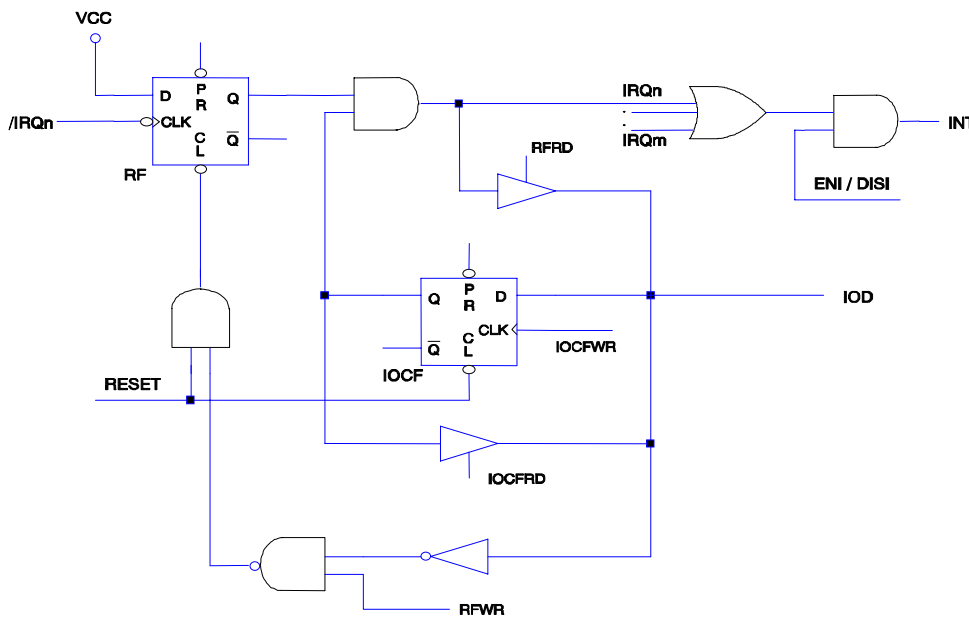 VCC
P
R
D
Q
/IRQn
CLK
C
L
Q
RF
IRQn
:
IRQm
INT
RFRD
ENI / DISI
P
R
Q
D
IOD
CLK
C
L
Q
IOCFWR
IOCF
RESET
IOCFRD
RFWR